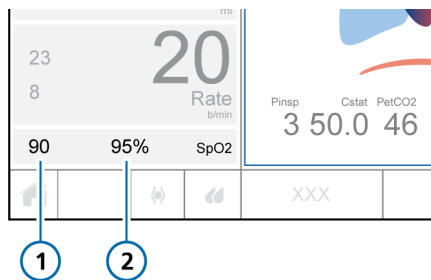 ml
23
8
20
Rate
b/min
90 95% SpO2
Pinsp Cstat PetCO2
3 50.0 46
XXX
1 2